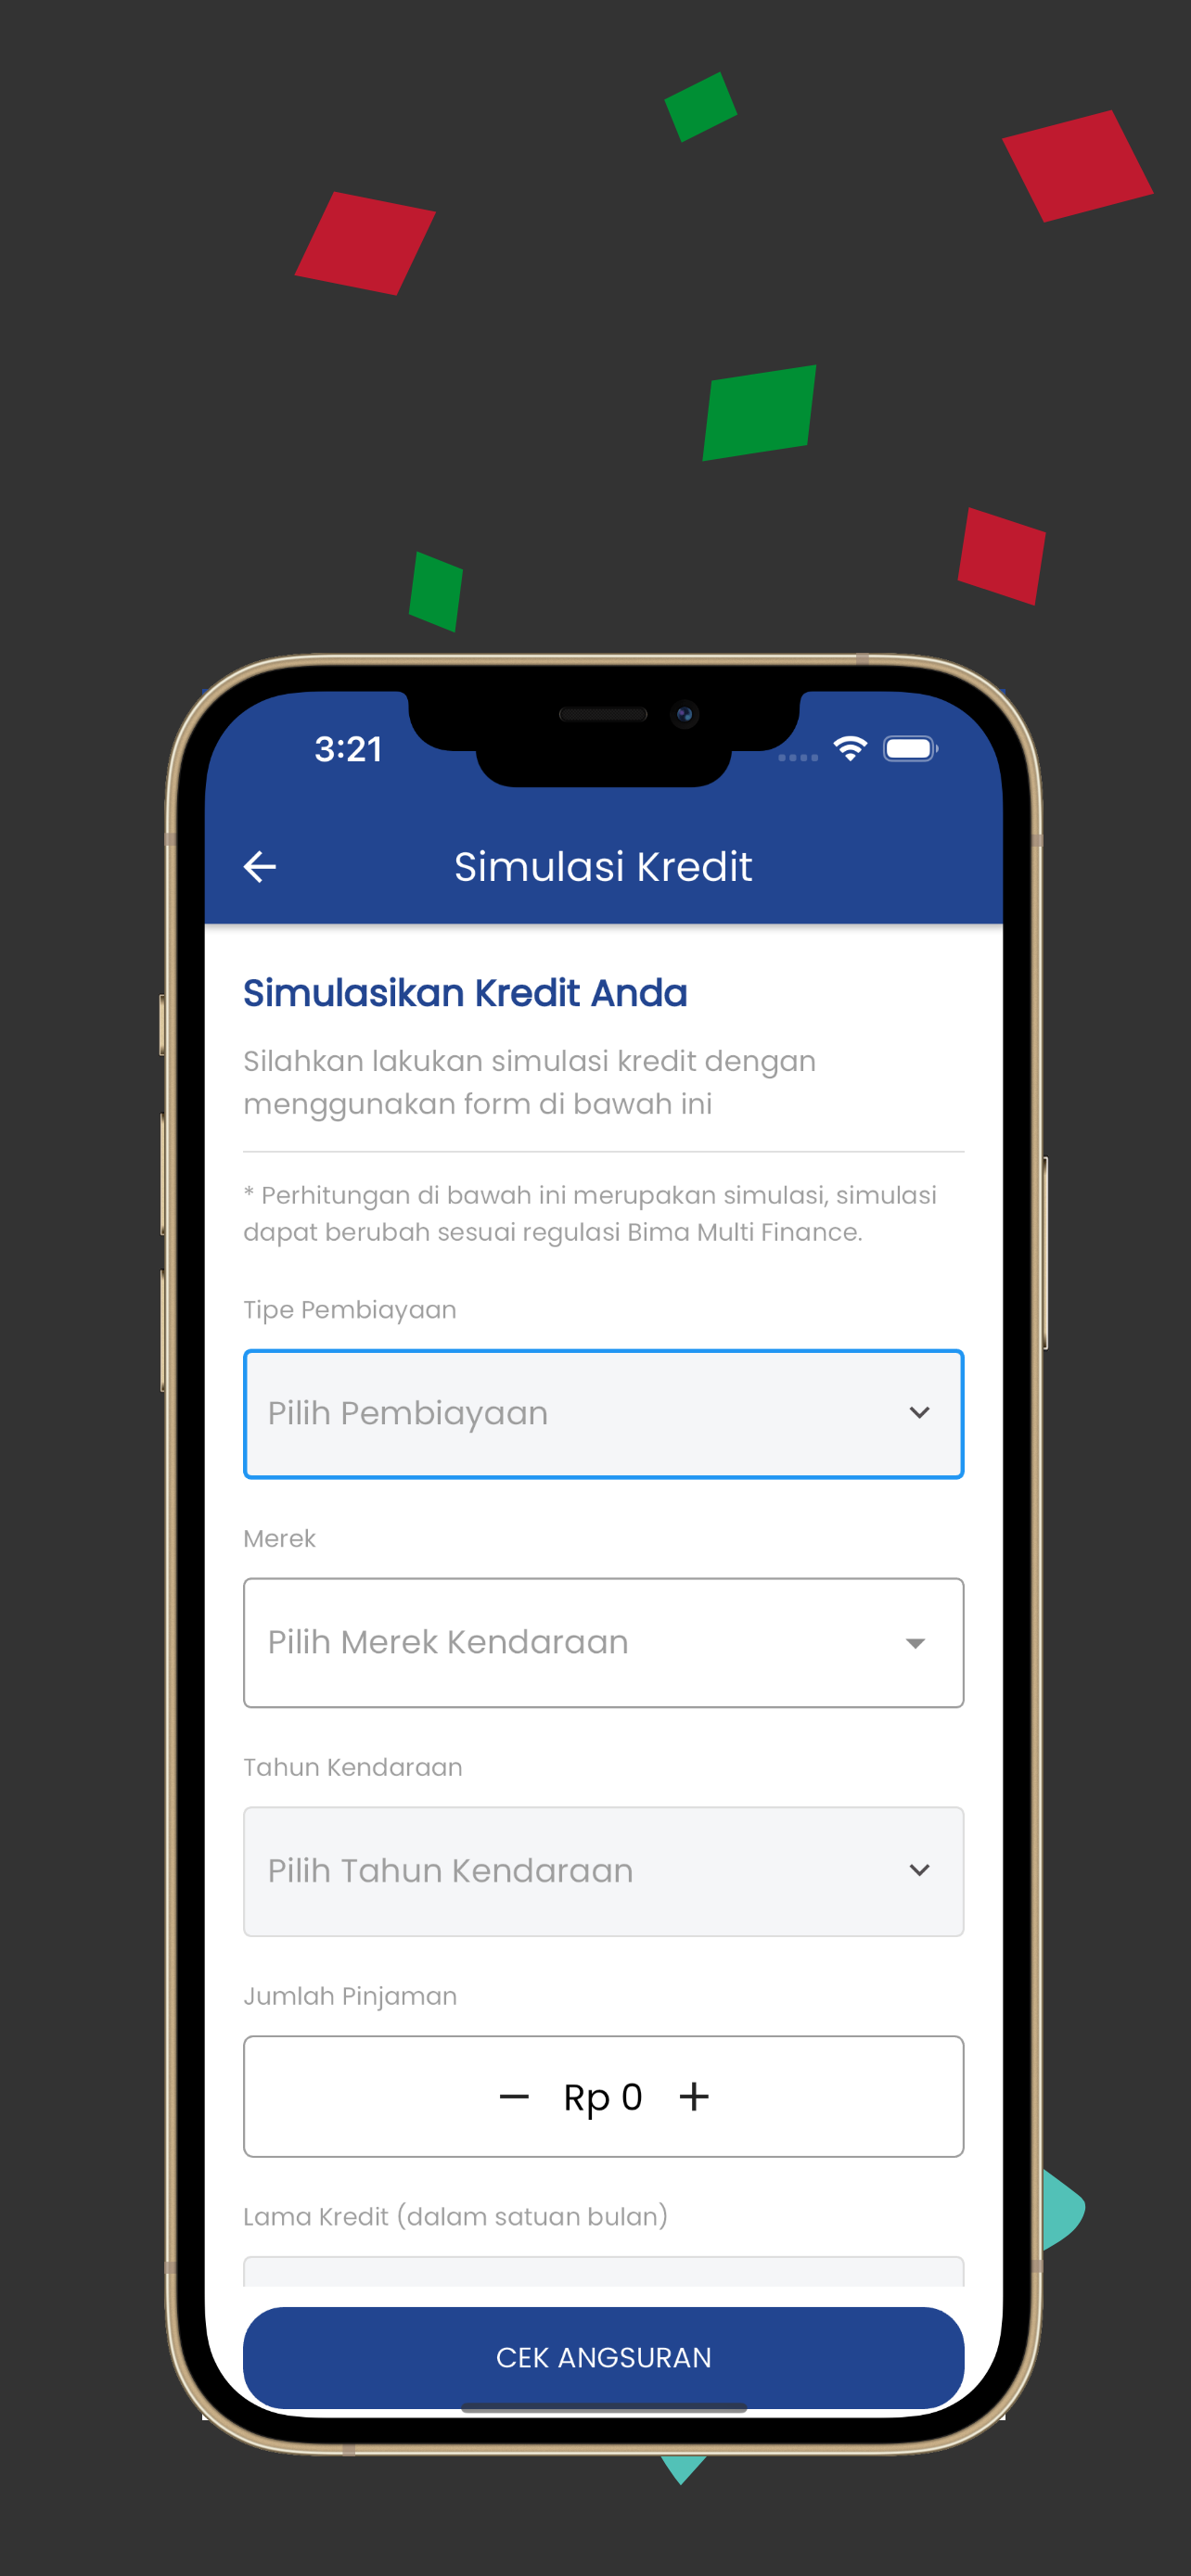 3:21
Simulasi Kredit
Simulasikan Kredit Anda
Silahkan lakukan simulasi kredit dengan
menggunakan form di bawah ini
* Perhitungan di bawah ini merupakan simulasi, simulasi
dapat berubah sesuai regulasi Bima Multi Finance.
Tipe Pembiayaan
Pilih Pembiayaan
Merek
Pilih Merek Kendaraan
Tahun Kendaraan
Pilih Tahun Kendaraan
Jumlah Pinjaman
− Rp 0 +
Lama Kredit (dalam satuan bulan)
CEK ANGSURAN